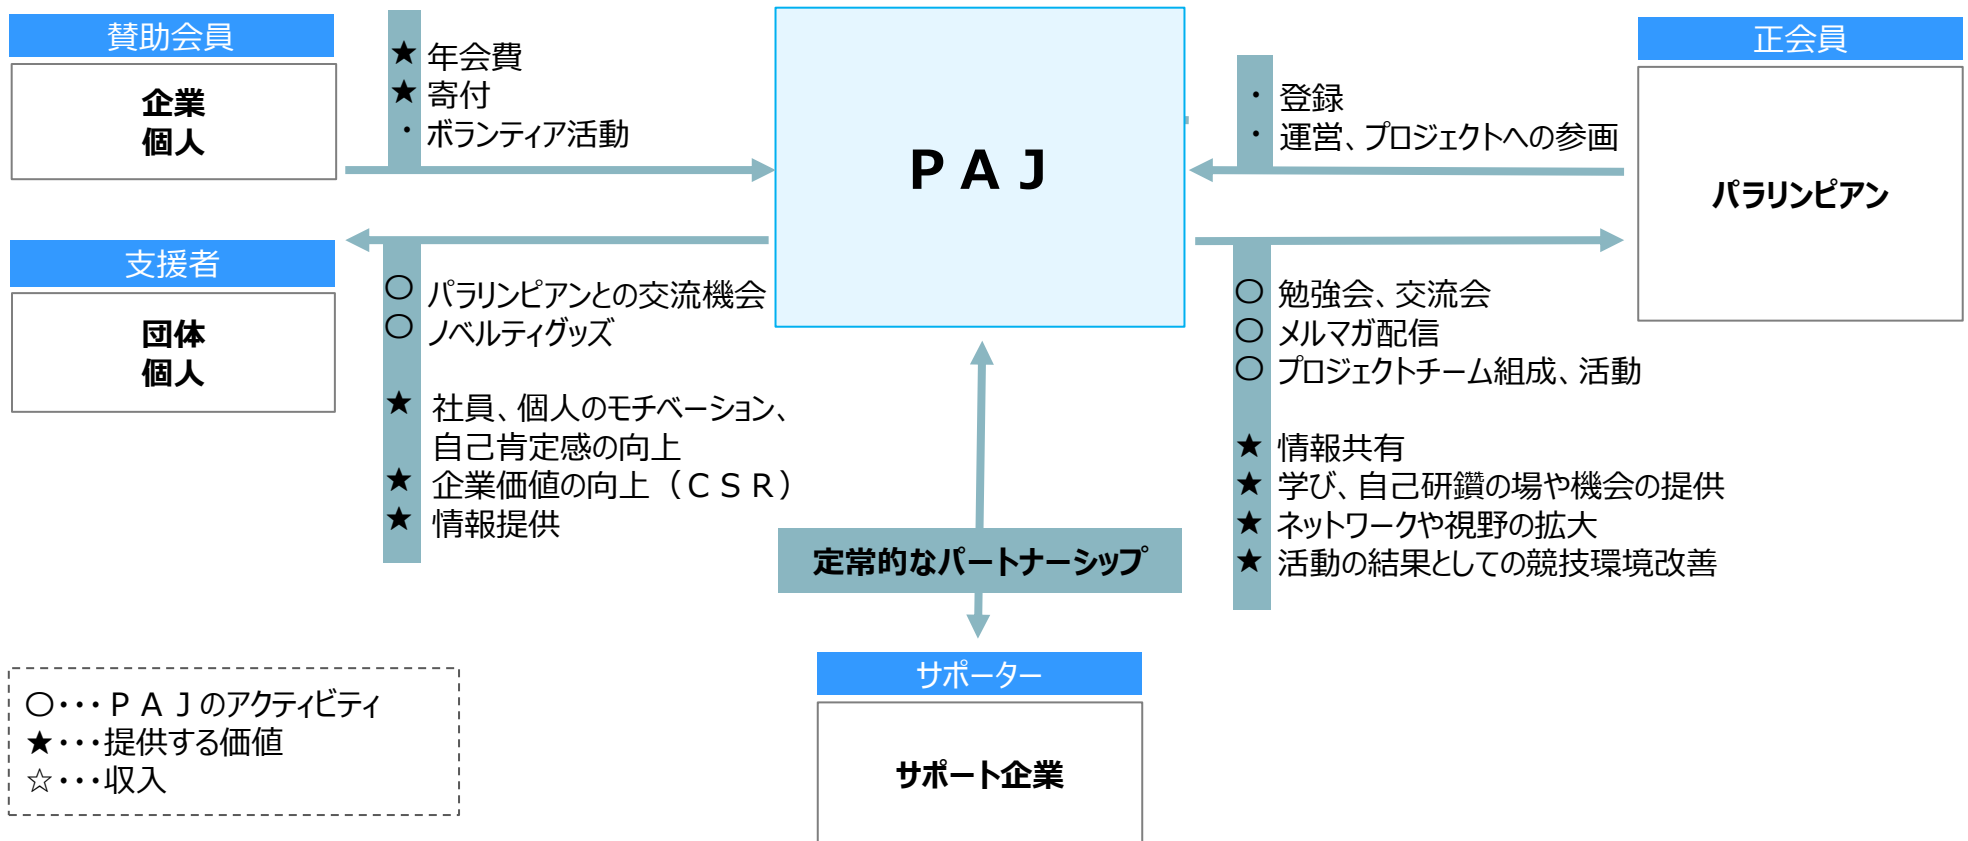 賛助会員
企業
個人
★ 年会費
★ 寄付
・ ボランティア活動
ＰＡＪ
・ 登録
・ 運営、プロジェクトへの参画
正会員
パラリンピアン
支援者
団体
個人
〇 パラリンピアンとの交流機会
〇 ノベルティグッズ
★ 社員、個人のモチベーション、
自己肯定感の向上
★ 企業価値の向上（ＣＳＲ）
★ 情報提供
〇 勉強会、交流会
〇 メルマガ配信
〇 プロジェクトチーム組成、活動
★ 情報共有
★ 学び、自己研鑽の場や機会の提供
★ ネットワークや視野の拡大
★ 活動の結果としての競技環境改善
定常的なパートナーシップ
サポーター
サポート企業
〇・・・ＰＡＪのアクティビティ
★・・・提供する価値
☆・・・収入